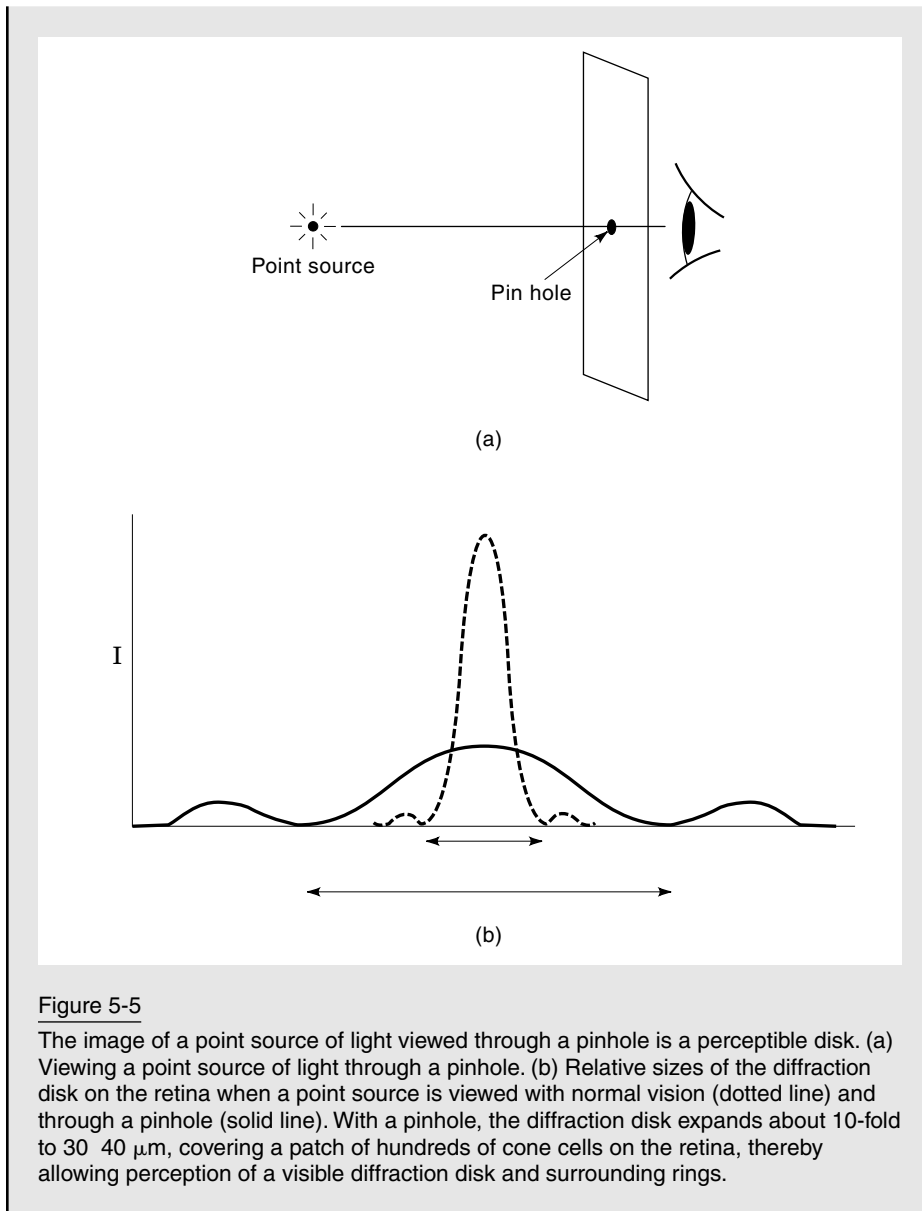 Point source
Pin hole
(a)
I
(b)
Figure 5-5
The image of a point source of light viewed through a pinhole is a perceptible disk. (a)
Viewing a point source of light through a pinhole. (b) Relative sizes of the diffraction
disk on the retina when a point source is viewed with normal vision (dotted line) and
through a pinhole (solid line). With a pinhole, the diffraction disk expands about 10-fold
to 30 40 μm, covering a patch of hundreds of cone cells on the retina, thereby
allowing perception of a visible diffraction disk and surrounding rings.